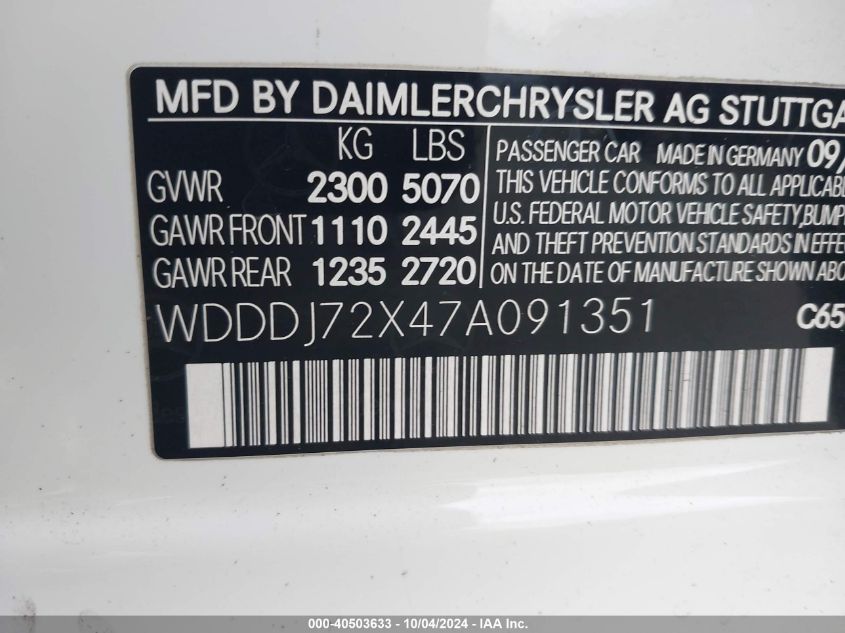 MFD BY DAIMLERCHRYSLER AG STUTTGA
KG LBS
GVWR 2300 5070
GAWR FRONT 1110 2445
GAWR REAR 1235 2720
PASSENGER CAR MADE IN GERMANY 09/
THIS VEHICLE CONFORMS TO ALL APPLICABL
U.S. FEDERAL MOTOR VEHICLE SAFETY, BUMP
AND THEFT PREVENTION STANDARDS IN EFFE
ON THE DATE OF MANUFACTURE SHOWN ABO
WDDDJ72X47A091351 C65
000-40503633 - 10/04/2024 - IAA Inc.